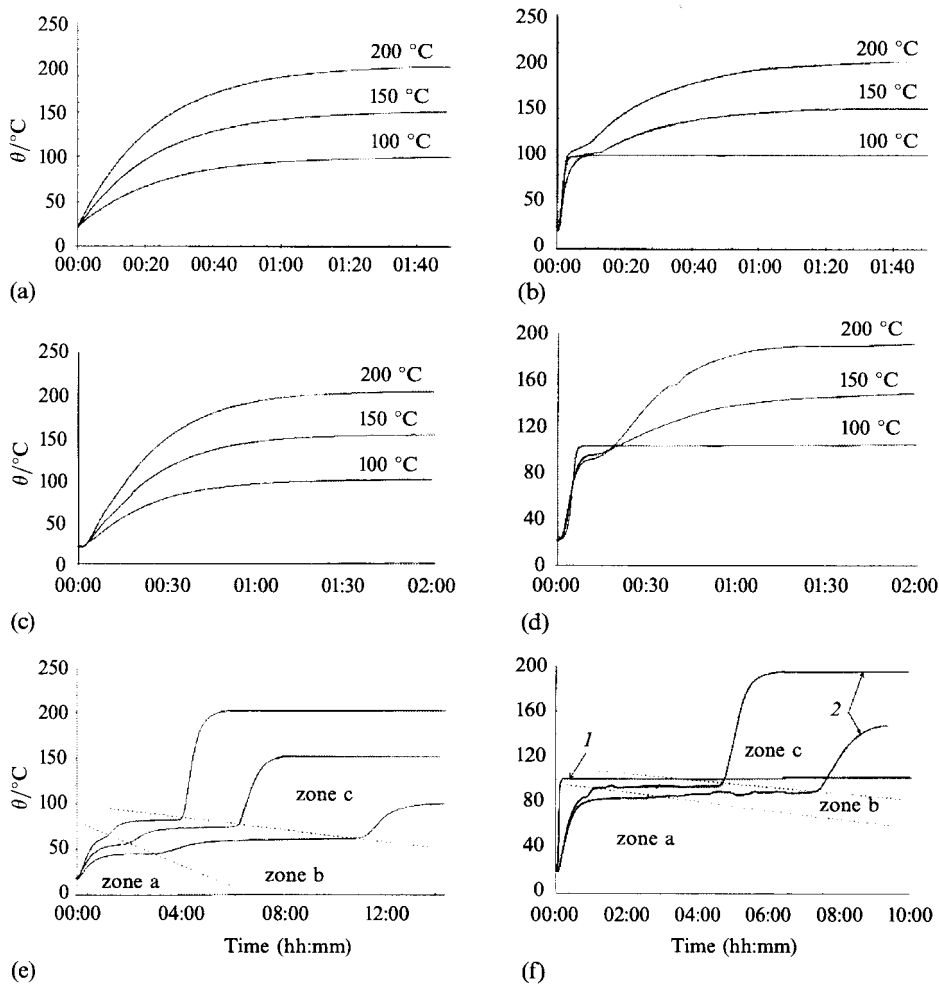 250
200
150
100
50
0
θ/°C
200 °C
150 °C
100 °C
00:00 00:20 00:40 01:00 01:20 01:40
(a)
250
200
150
100
50
0
200 °C
150 °C
100 °C
00:00 00:20 00:40 01:00 01:20 01:40
(b)
250
200
150
100
50
0
θ/°C
200 °C
150 °C
100 °C
00:00 00:30 01:00 01:30 02:00
(c)
200
160
120
80
40
0
200 °C
150 °C
100 °C
00:00 00:30 01:00 01:30 02:00
(d)
250
200
150
100
50
0
θ/°C
zone c
zone a
zone b
00:00 04:00 08:00 12:00
Time (hh:mm)
(e)
200
160
120
80
40
0
1
2
zone c
zone b
zone a
00:00 02:00 04:00 06:00 08:00 10:00
Time (hh:mm)
(f)